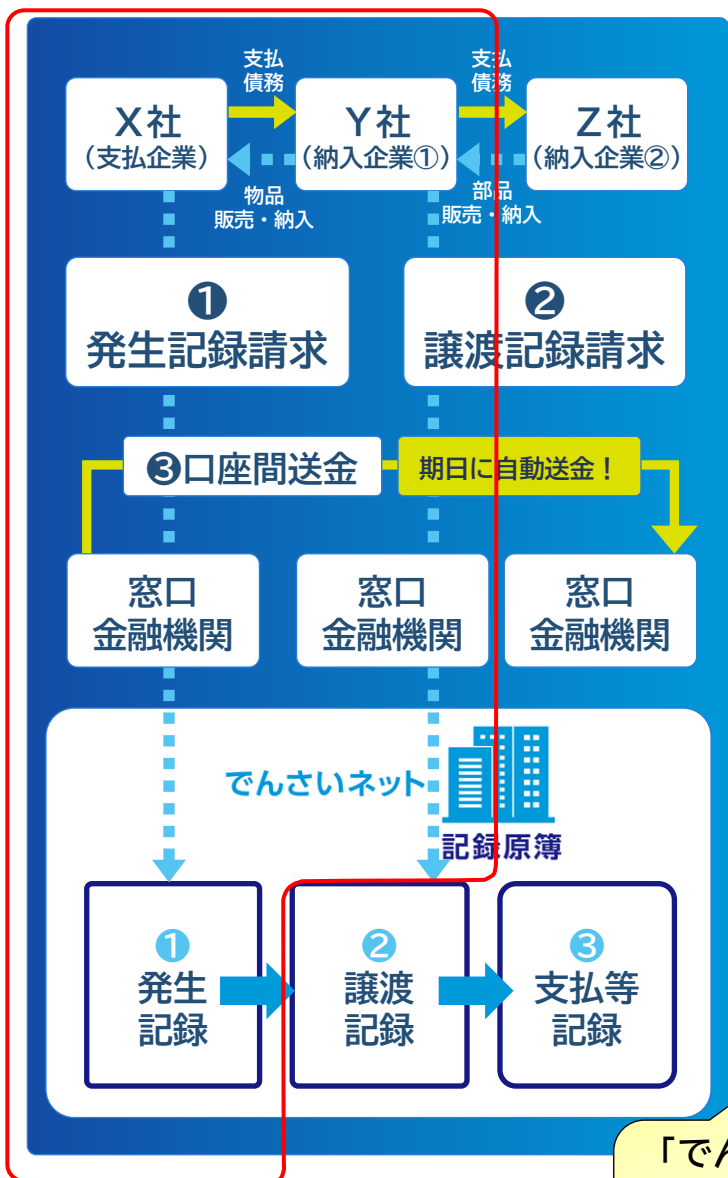 支払
債務
支払
債務
X社
（支払企業）
Y社
（納入企業①）
Z社
（納入企業②）
物品
販売・納入
部品
販売・納入
❶
発生記録請求
❷
譲渡記録請求
❸口座間送金
期日に自動送金！
窓口
金融機関
窓口
金融機関
窓口
金融機関
でんさいネット
記録原簿
❶
発生
記録
❷
譲渡
記録
❸
支払等
記録
「でん